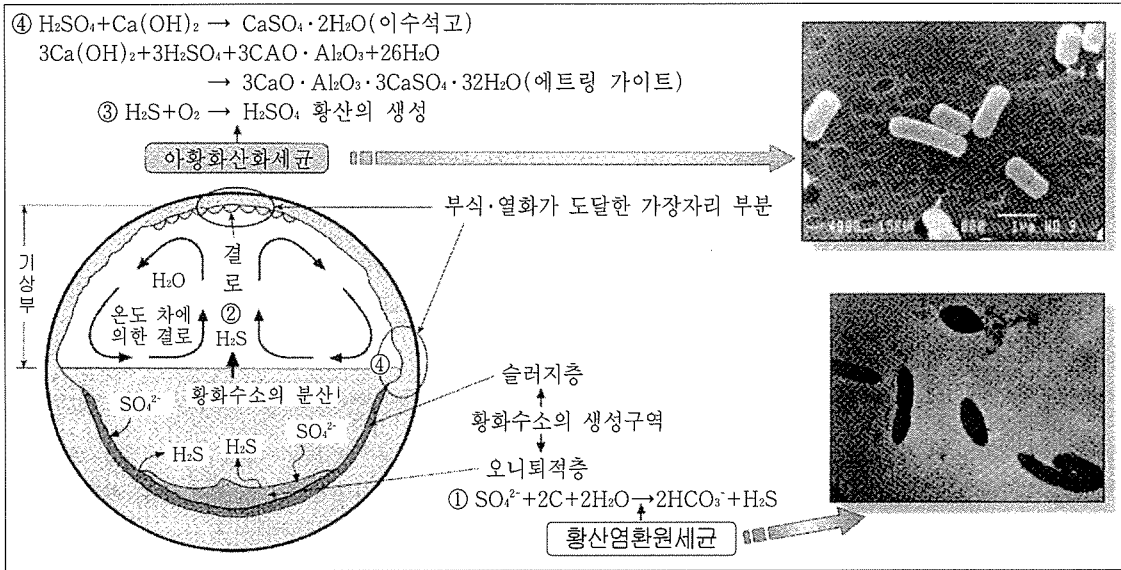 ④ H₂SO₄+Ca(OH)₂ → CaSO₄·2H₂O(이수석고)
3Ca(OH)₂+3H₂SO₄+3CAO·Al₂O₃+26H₂O
→ 3CaO·Al₂O₃·3CaSO₄·32H₂O(에트링 가이트)
③ H₂S+O₂ → H₂SO₄ 황산의 생성
아황화산화세균
부식·열화가 도달한 가장자리 부분
기상부
결로
H₂O
온도 차에
의한 결로
②
H₂S
④
황화수소의 분산
슬러지층
SO₄²⁻
황화수소의 생성구역
SO₄²⁻
H₂S
H₂S
오니퇴적층
① SO₄²⁻+2C+2H₂O→2HCO₃⁻+H₂S
황산염환원세균